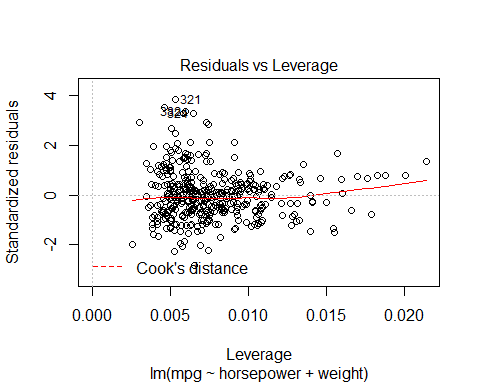 Residuals vs Leverage
Standardized residuals
4
2
0
-2
321
Cook's distance
0.000 0.005 0.010 0.015 0.020
Leverage
lm(mpg ~ horsepower + weight)